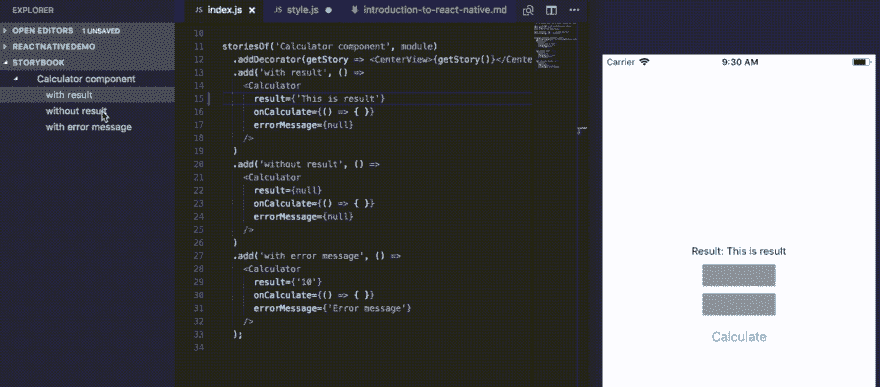 EXPLORER
OPEN EDITORS 1 UNSAVED
REACTNATIVEDEMO
STORYBOOK
Calculator component
with result
without result
with error message
index.js ×
style.js
introduction-to-react-native.md
10
11 storiesOf('Calculator component', module)
12 .addDecorator(getStory => <CenterView>{getStory()}</Cente
13 .add('with result', () =>
14 <Calculator
15 result={'This is result'}
16 onCalculate={() => { }}
17 errorMessage={null}
18 />
19 )
20 .add('without result', () =>
21 <Calculator
22 result={null}
23 onCalculate={() => { }}
24 errorMessage={null}
25 />
26 )
27 .add('with error message', () =>
28 <Calculator
29 result={'10'}
30 onCalculate={() => { }}
31 errorMessage={'Error message'}
32 />
33 );
34
Carrier 9:30 AM
Result: This is result
Calculate